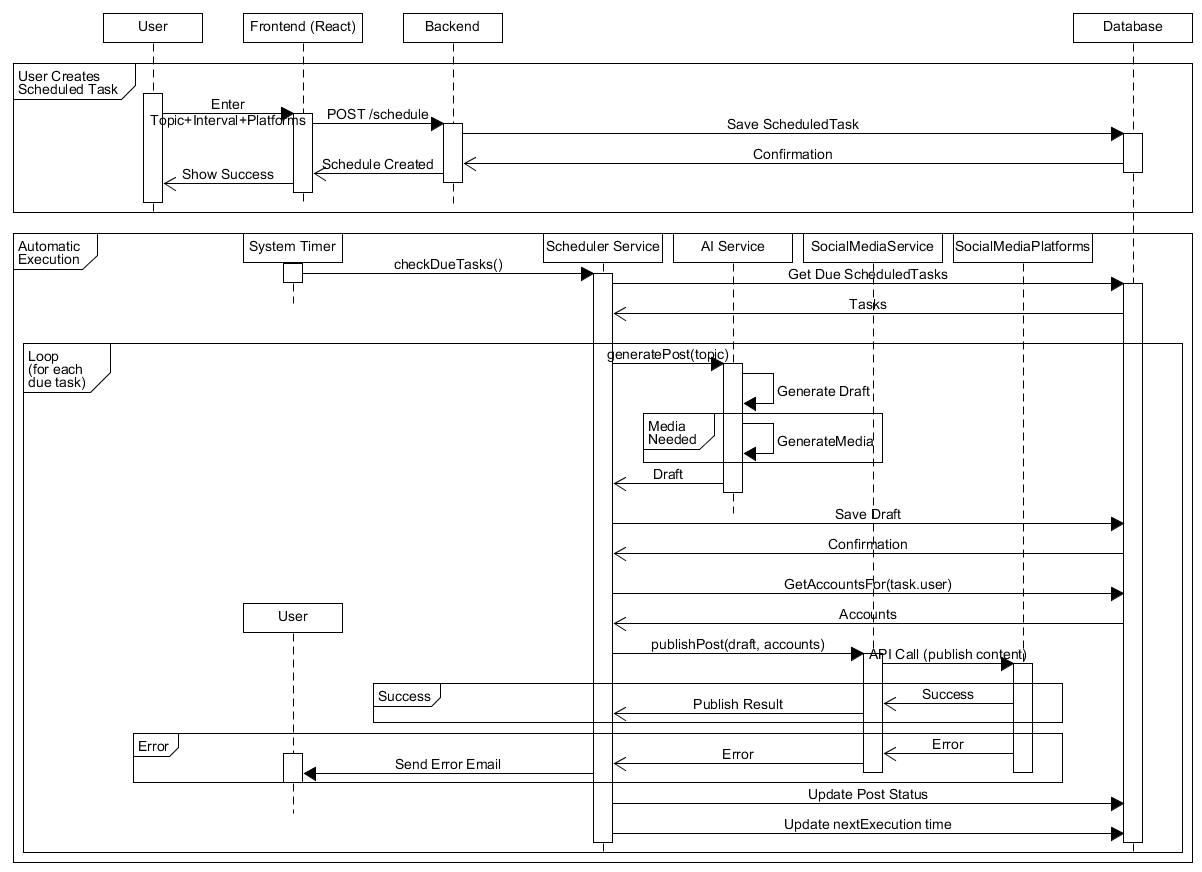 User
Frontend (React)
Backend
Database
User Creates
Scheduled Task
Enter
Topic+Interval+Platforms
POST /schedule
Save ScheduledTask
Confirmation
Schedule Created
Show Success
Automatic
Execution
System Timer
Scheduler Service
AI Service
SocialMediaService
SocialMediaPlatforms
checkDueTasks()
Get Due ScheduledTasks
Tasks
Loop
(for each
due task)
generatePost(topic)
Generate Draft
Media
Needed
GenerateMedia
Draft
Save Draft
Confirmation
GetAccountsFor(task.user)
User
Accounts
publishPost(draft, accounts)
API Call (publish content)
Success
Success
Publish Result
Error
Error
Error
Send Error Email
Update Post Status
Update nextExecution time